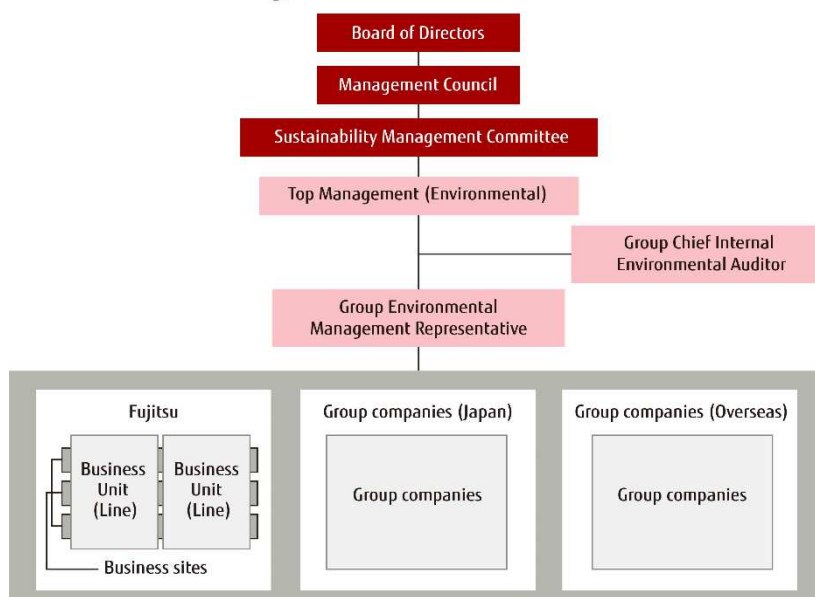 Board of Directors
Management Council
Sustainability Management Committee
Top Management (Environmental)
Group Chief Internal
Environmental Auditor
Group Environmental
Management Representative
Fujitsu
Business
Unit
(Line)
Business
Unit
(Line)
Business sites
Group companies (Japan)
Group companies
Group companies (Overseas)
Group companies